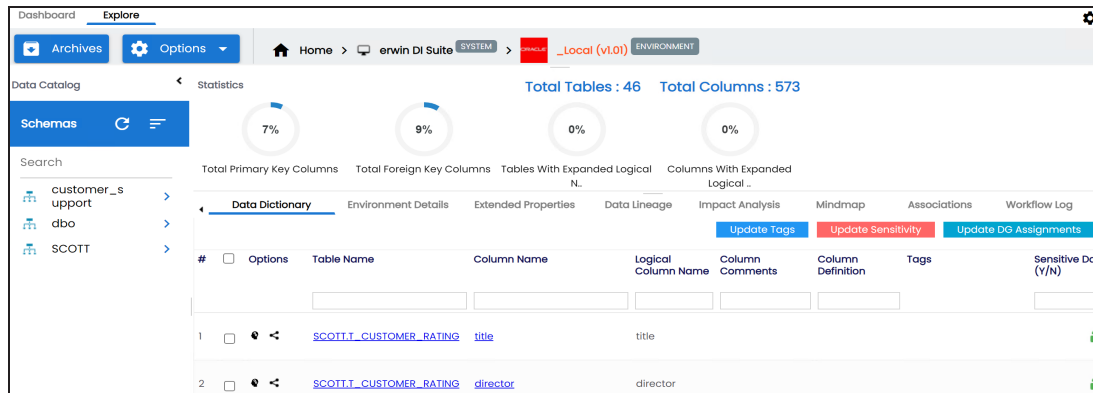 Dashboard Explore
Archives Options Home > erwin DI Suite SYSTEM > ORACLE _Local (v1.01) ENVIRONMENT
Data Catalog
Schemas
Search
customer_s
upport
dbo
SCOTT
Statistics Total Tables : 46 Total Columns : 573
7% 9% 0% 0%
Total Primary Key Columns Total Foreign Key Columns Tables With Expanded Logical N.. Columns With Expanded Logical ..
Data Dictionary Environment Details Extended Properties Data Lineage Impact Analysis Mindmap Associations Workflow Log
Update Tags Update Sensitivity Update DG Assignments
# Options Table Name Column Name Logical Column Name Column Comments Column Definition Tags Sensitive Da (Y/N)
1 SCOTT.T_CUSTOMER_RATING title title
2 SCOTT.T_CUSTOMER_RATING director director